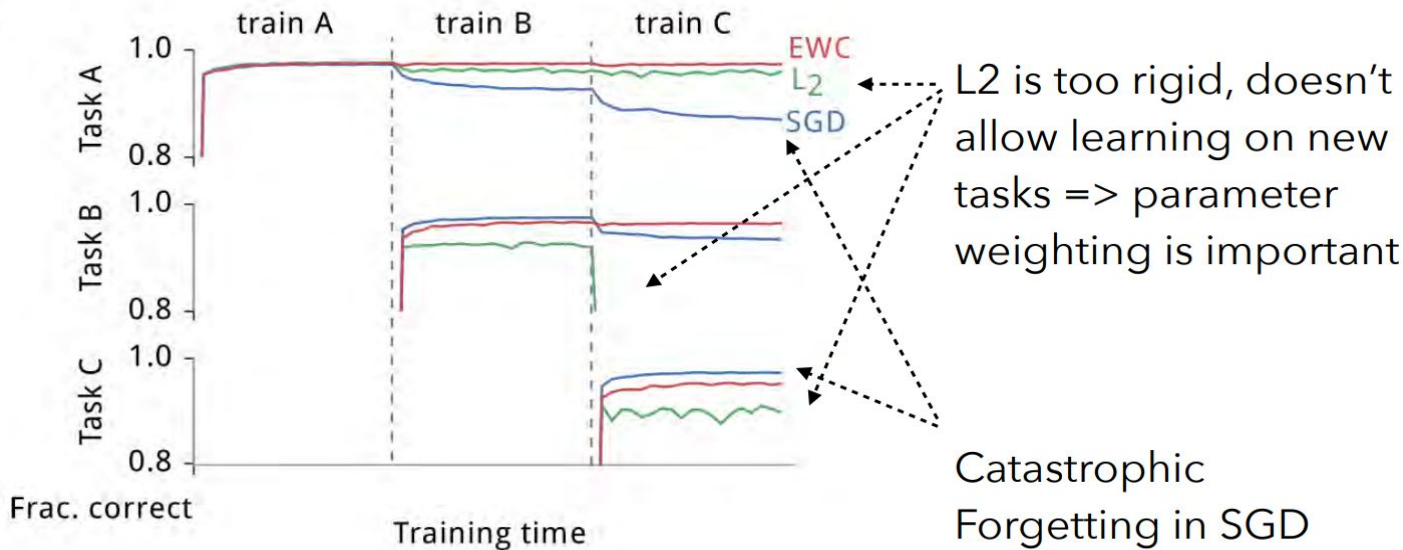 train A
train B
train C
Task A
1.0
0.8
EWC
L2
SGD
Task B
1.0
0.8
Task C
1.0
0.8
Frac. correct
Training time
L2 is too rigid, doesn’t
allow learning on new
tasks => parameter
weighting is important
Catastrophic
Forgetting in SGD